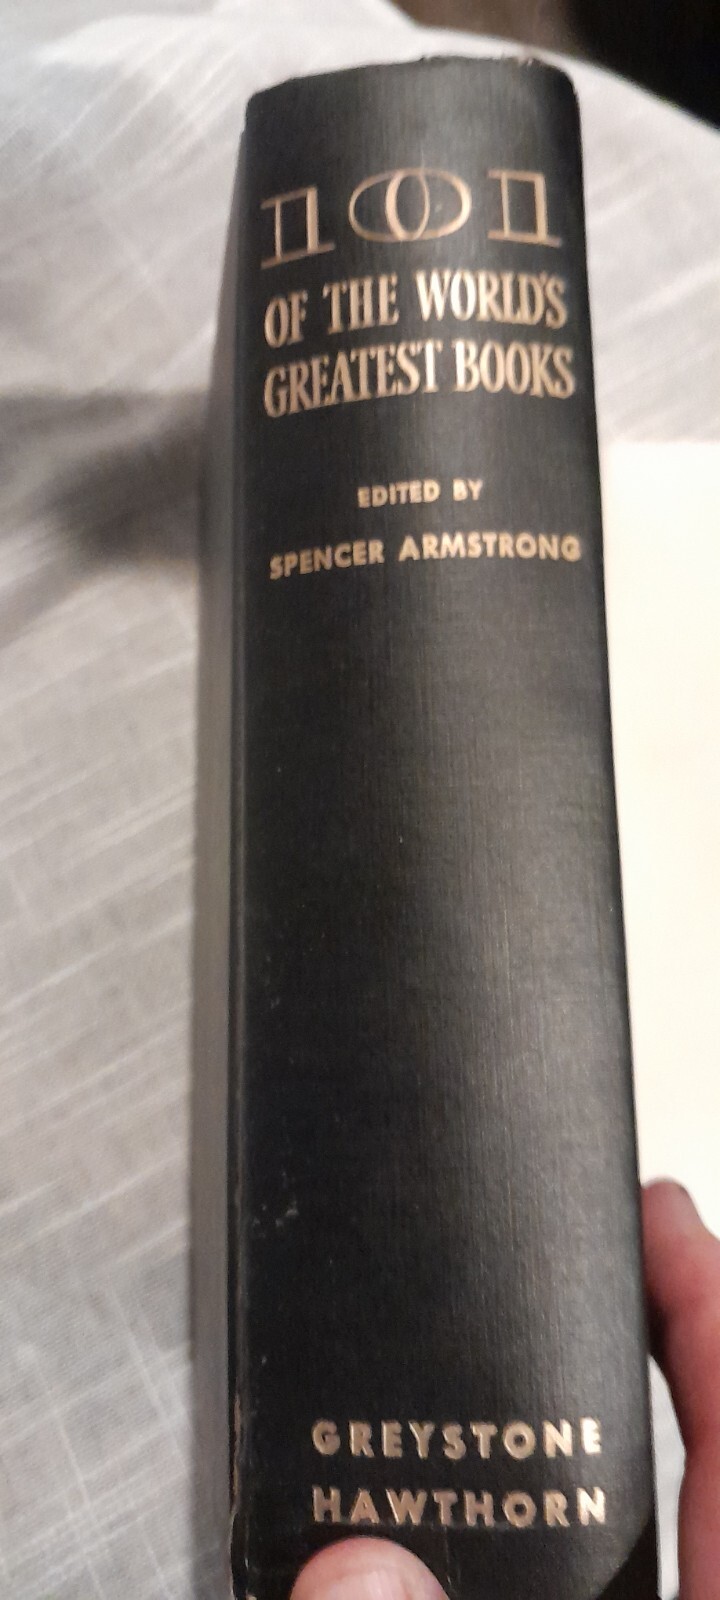 101
OF THE WORLD'S
GREATEST BOOKS
EDITED BY
SPENCER ARMSTRONG
GREYSTONE
HAWTHORN